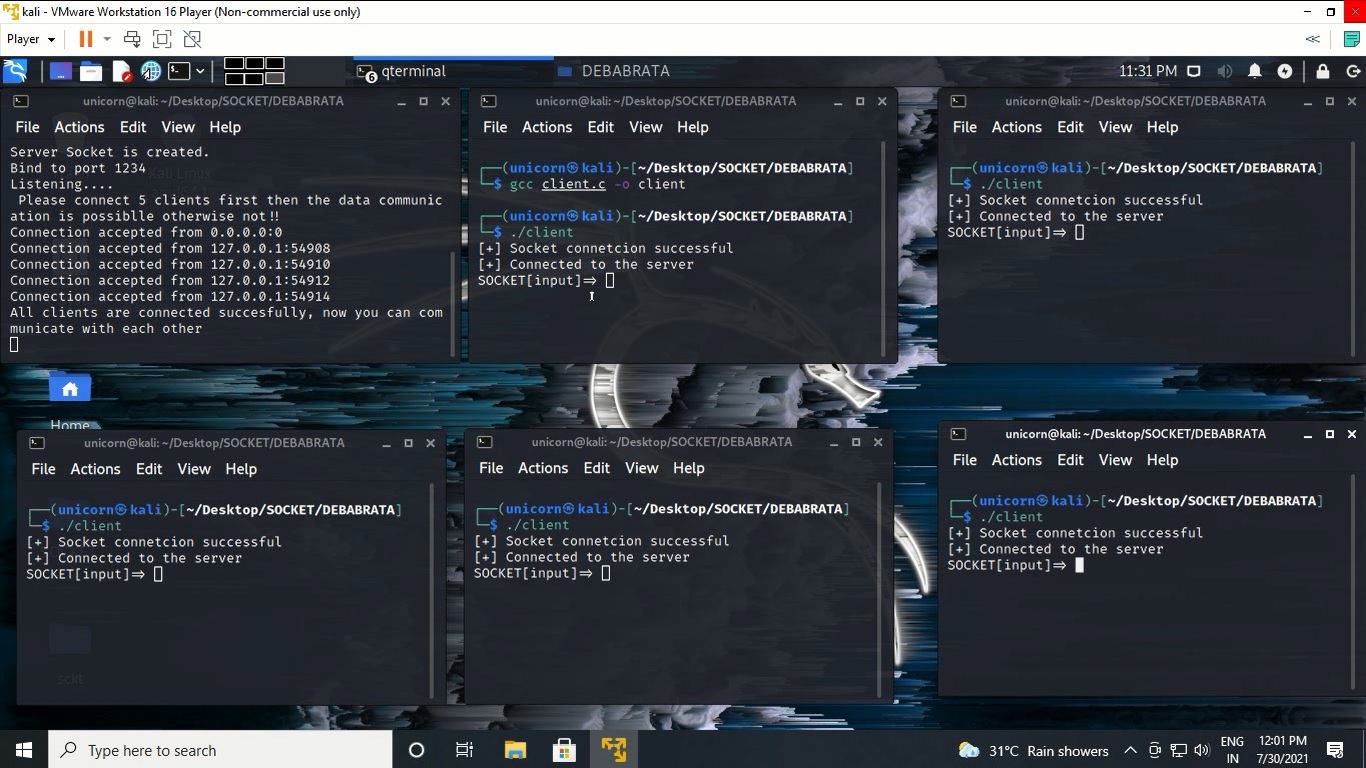 kali - VMware Workstation 16 Player (Non-commercial use only)
Player
qterminal
6
DEBABRATA
11:31 PM
unicorn@kali: ~/Desktop/SOCKET/DEBABRATA
File Actions Edit View Help
Server Socket is created.
Bind to port 1234
Listening....
Please connect 5 clients first then the data communic
ation is possiblle otherwise not!!
Connection accepted from 0.0.0.0:0
Connection accepted from 127.0.0.1:54908
Connection accepted from 127.0.0.1:54910
Connection accepted from 127.0.0.1:54912
Connection accepted from 127.0.0.1:54914
All clients are connected succesfully, now you can com
municate with each other
unicorn@kali: ~/Desktop/SOCKET/DEBABRATA
File Actions Edit View Help
┌──(unicorn㉿kali)-[~/Desktop/SOCKET/DEBABRATA]
└─$ gcc client.c -o client
┌──(unicorn㉿kali)-[~/Desktop/SOCKET/DEBABRATA]
└─$ ./client
[+] Socket connetcion successful
[+] Connected to the server
SOCKET[input]⇒
unicorn@kali: ~/Desktop/SOCKET/DEBABRATA
File Actions Edit View Help
┌──(unicorn㉿kali)-[~/Desktop/SOCKET/DEBABRATA]
└─$ ./client
[+] Socket connetcion successful
[+] Connected to the server
SOCKET[input]⇒
Home
unicorn@kali: ~/Desktop/SOCKET/DEBABRATA
File Actions Edit View Help
┌──(unicorn㉿kali)-[~/Desktop/SOCKET/DEBABRATA]
└─$ ./client
[+] Socket connetcion successful
[+] Connected to the server
SOCKET[input]⇒
sckt
unicorn@kali: ~/Desktop/SOCKET/DEBABRATA
File Actions Edit View Help
┌──(unicorn㉿kali)-[~/Desktop/SOCKET/DEBABRATA]
└─$ ./client
[+] Socket connetcion successful
[+] Connected to the server
SOCKET[input]⇒
unicorn@kali: ~/Desktop/SOCKET/DEBABRATA
File Actions Edit View Help
┌──(unicorn㉿kali)-[~/Desktop/SOCKET/DEBABRATA]
└─$ ./client
[+] Socket connetcion successful
[+] Connected to the server
SOCKET[input]⇒
Type here to search
31°C Rain showers
ENG
IN
12:01 PM
7/30/2021